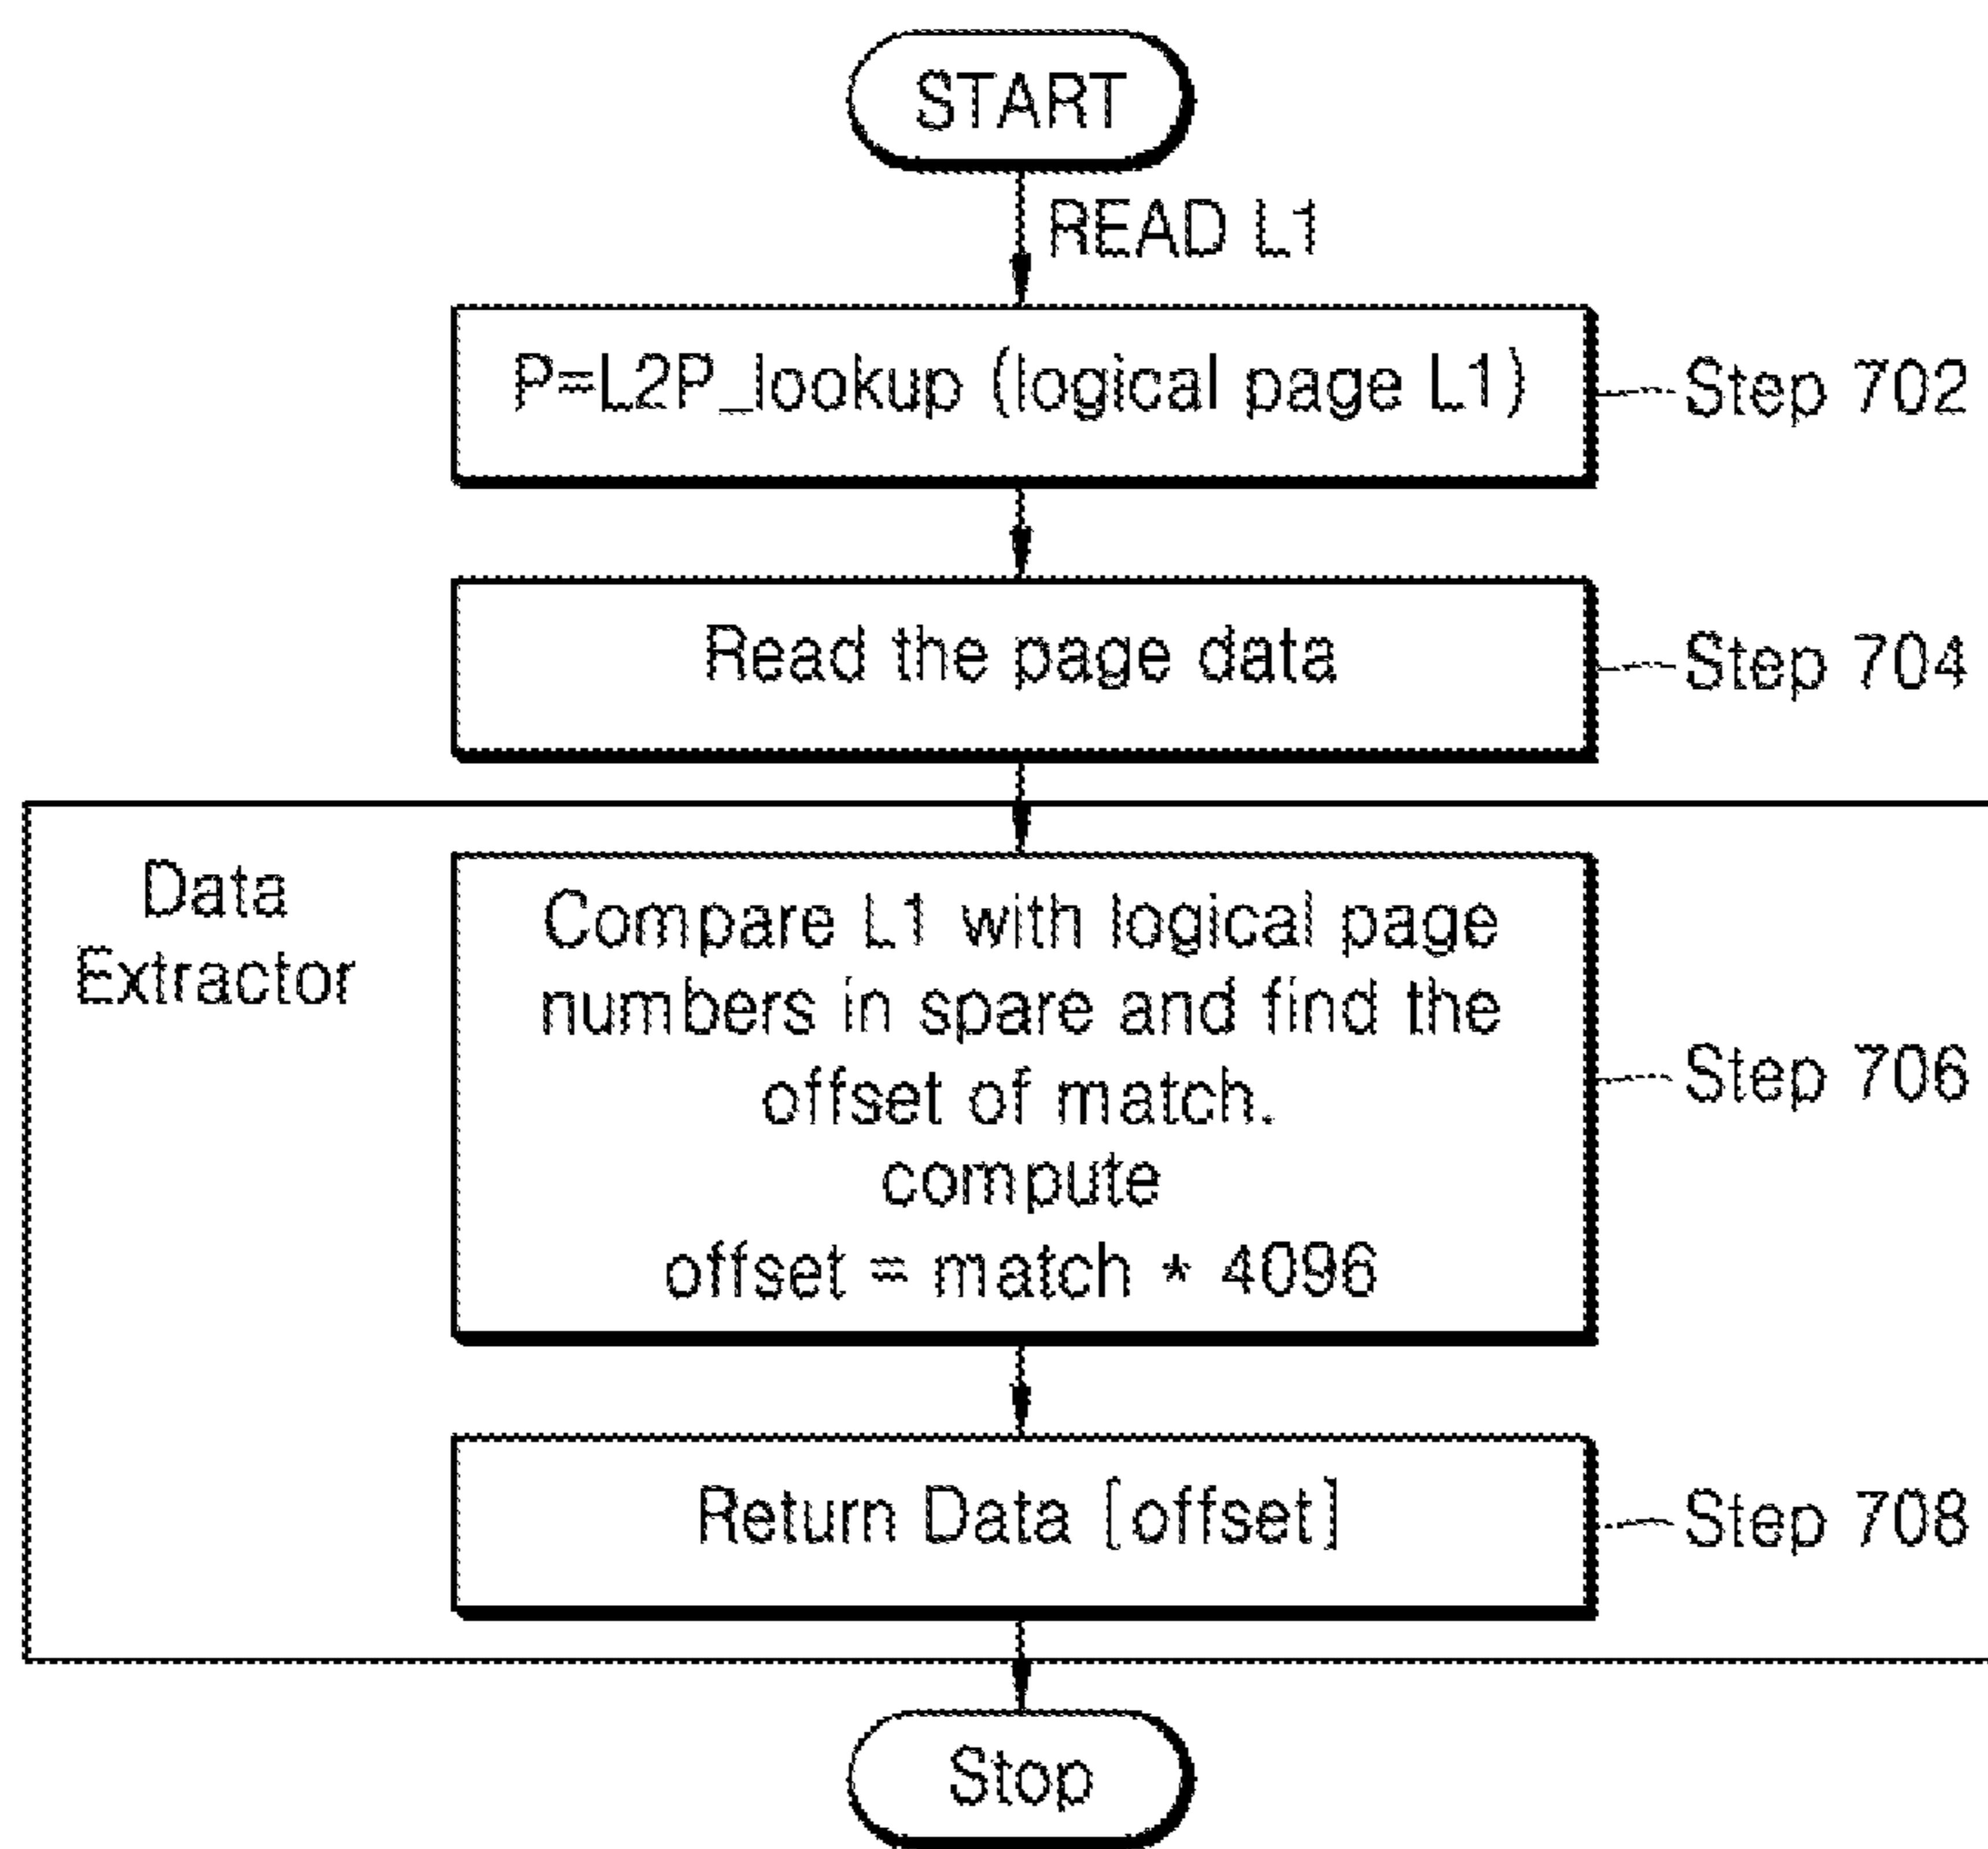 START
READ L1
P=L2P_lookup (logical page L1)
Step 702
Read the page data
Step 704
Data
Extractor
Compare L1 with logical page
numbers in spare and find the
offset of match.
compute
offset = match * 4096
Step 706
Return Data [offset]
Step 708
Stop